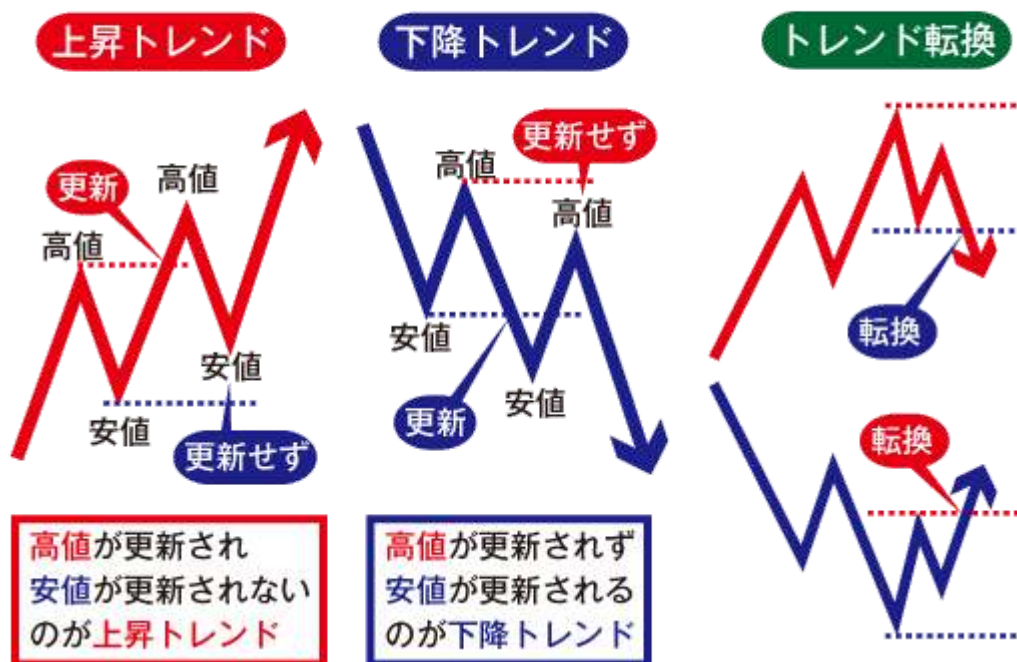 上昇トレンド
更新
高値
高値
安値
安値
更新せず
高値が更新され
安値が更新されない
のが上昇トレンド
下降トレンド
更新せず
高値
高値
安値
更新
安値
高値が更新されず
安値が更新される
のが下降トレンド
トレンド転換
転換
転換